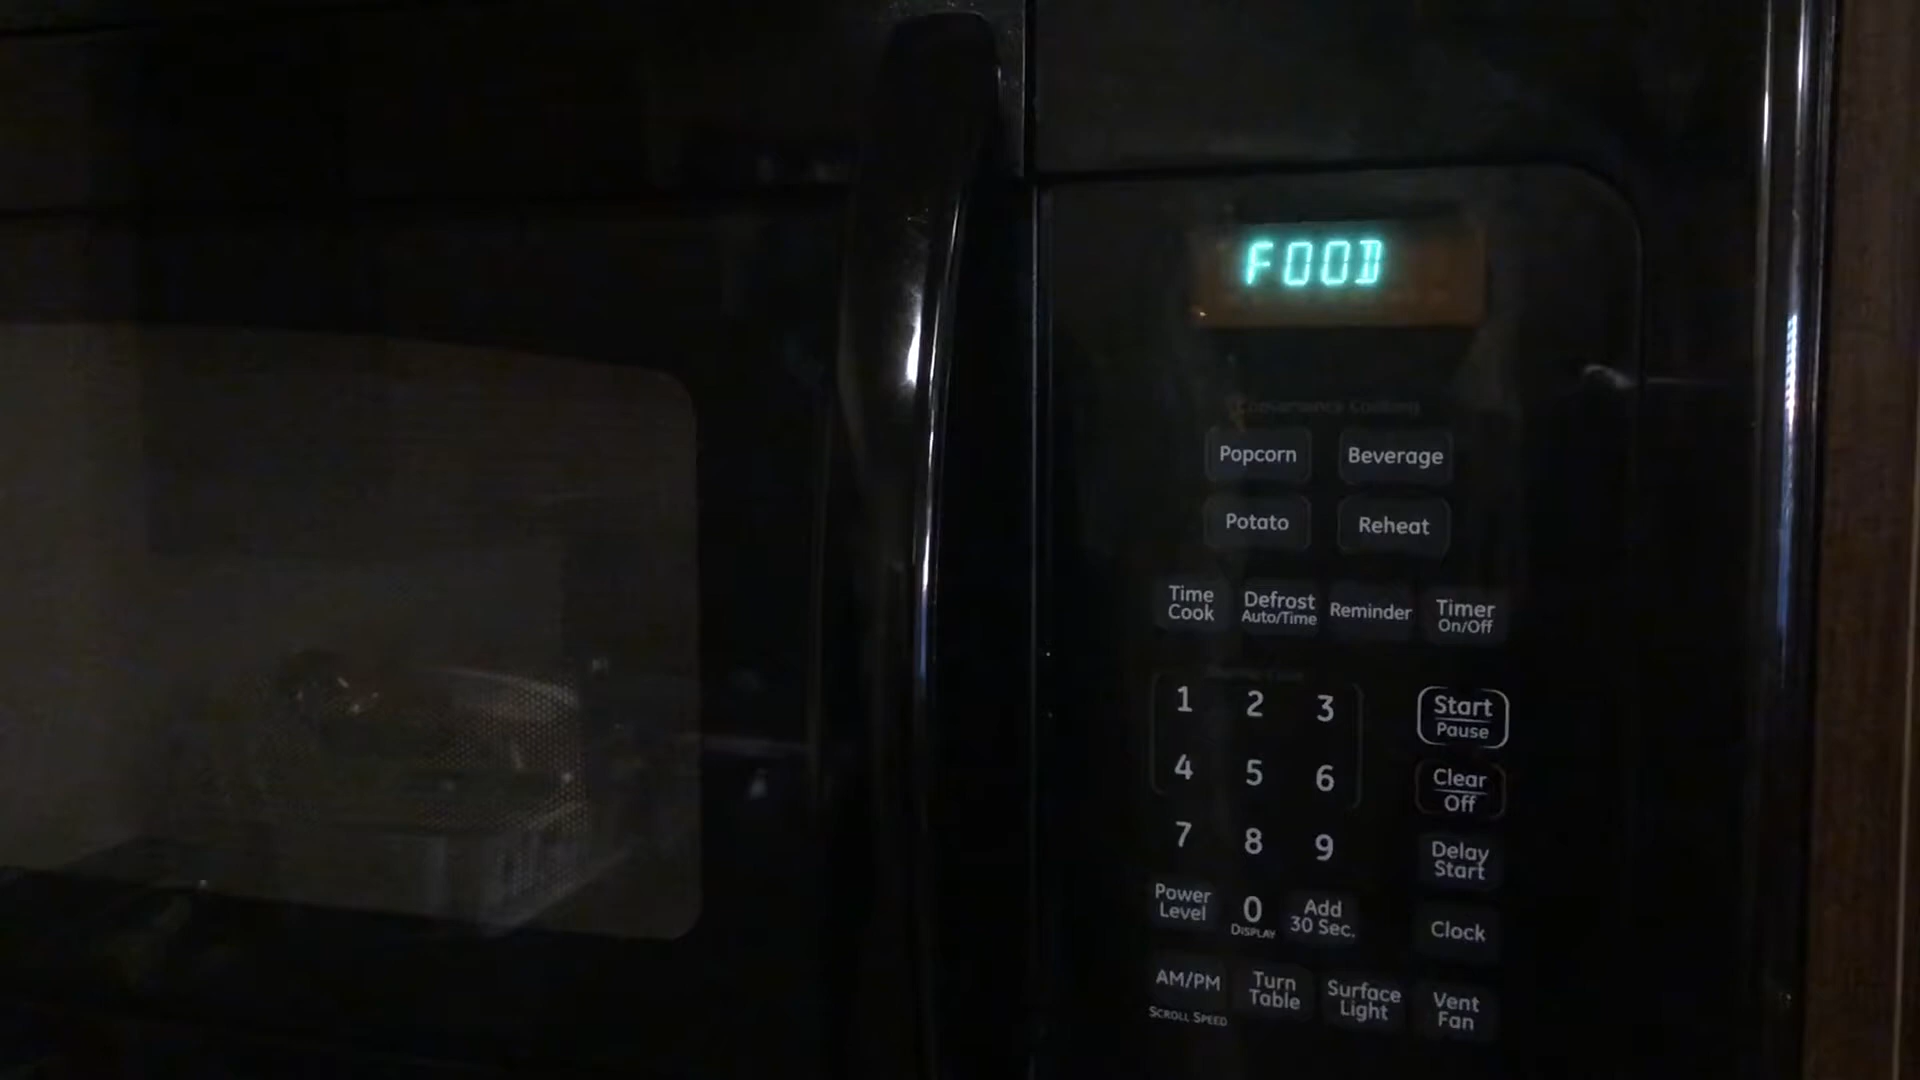 FOOD
Convenience Cooking
Popcorn Beverage
Potato Reheat
Time Cook Defrost Auto/Time Reminder Timer On/Off
1 2 3 Start Pause
4 5 6 Clear Off
7 8 9 Delay Start
Power Level 0 DISPLAY Add 30 Sec. Clock
AM/PM SCROLL SPEED Turn Table Surface Light Vent Fan